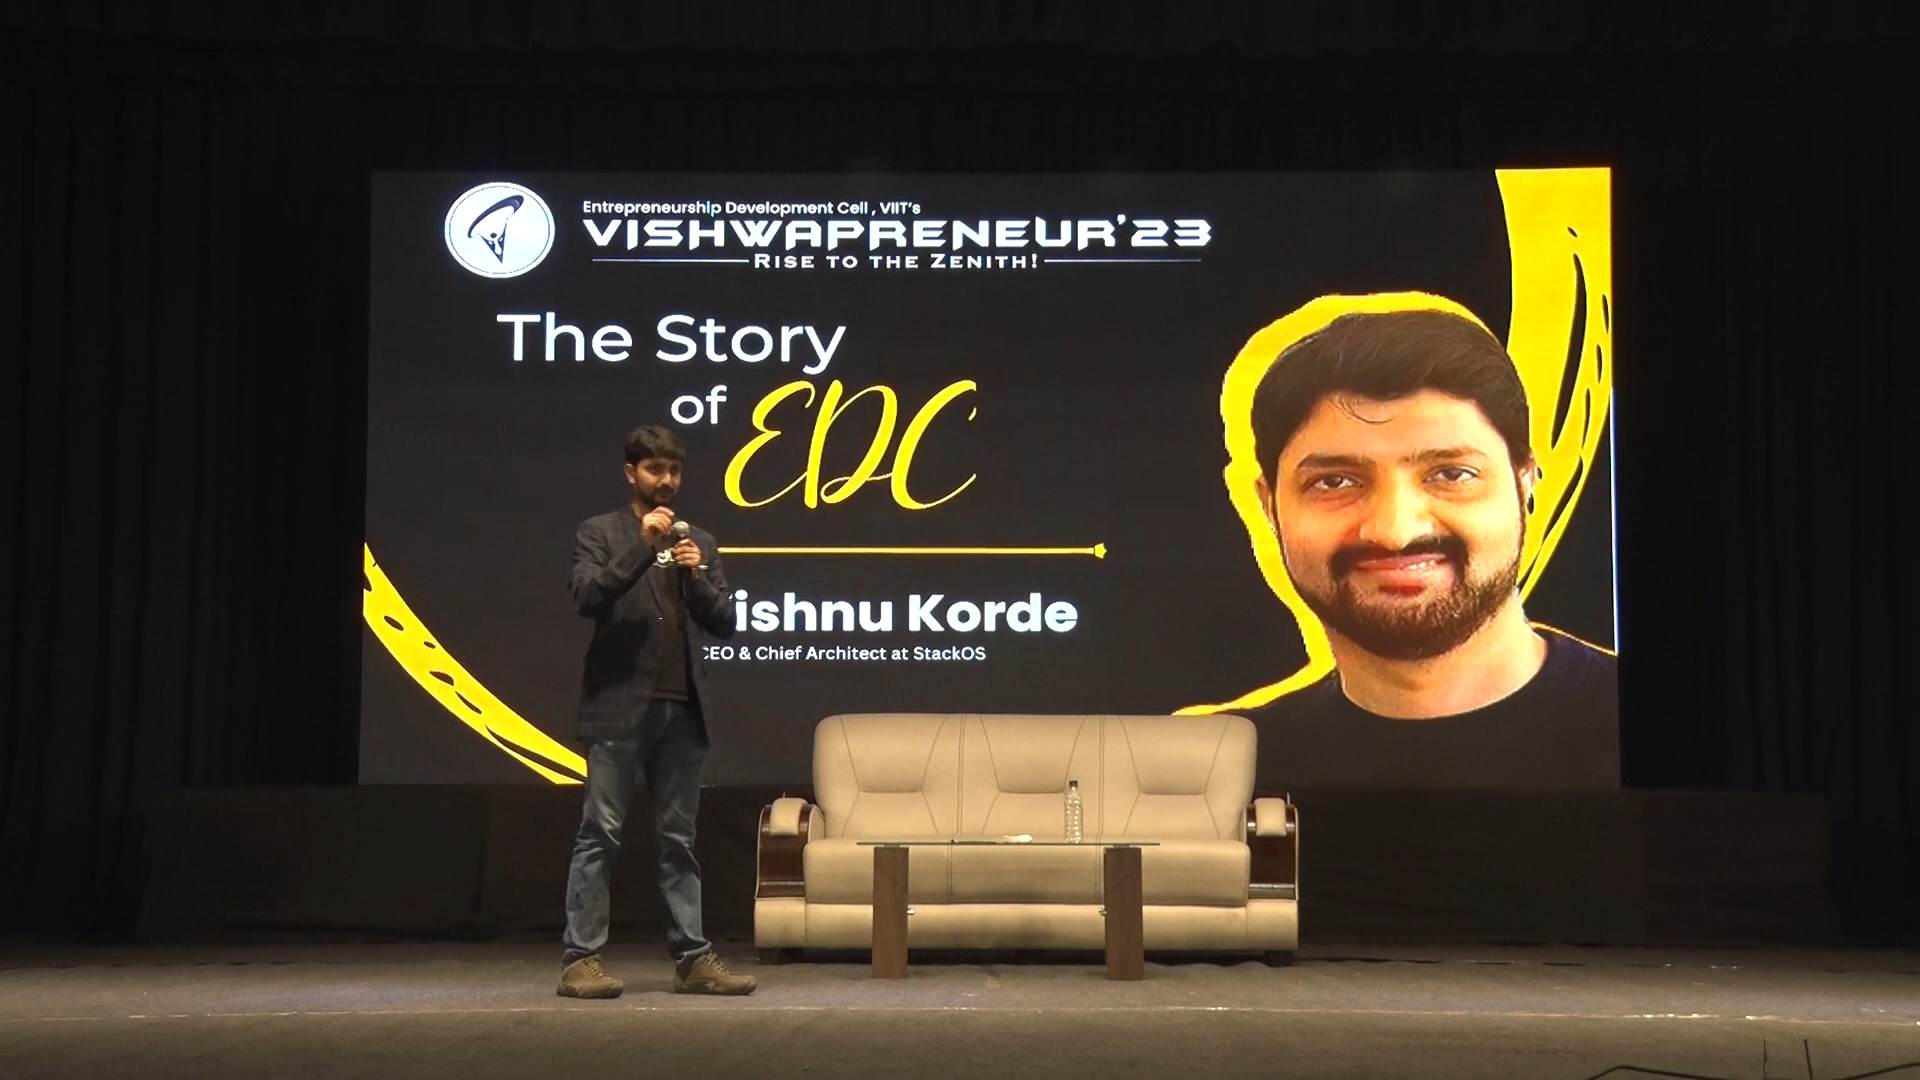 Entrepreneurship Development Cell , VIIT's
VISHWAPRENEUR'23
RISE TO THE ZENITH!
The Story
of EDC
ishnu Korde
CEO & Chief Architect at StackOS